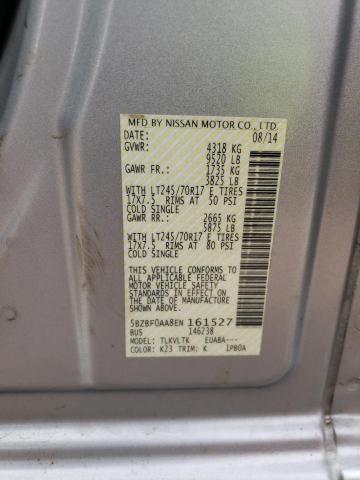 MFD BY NISSAN MOTOR CO., LTD.
DATE: 08/14
GVWR: 4318 KG
9520 LB
GAWR FR.: 1735 KG
3825 LB
WITH LT245/70R17 E TIRES
17X7.5 RIMS AT 50 PSI
COLD SINGLE
GAWR RR.: 2665 KG
5875 LB
WITH LT245/70R17 E TIRES
17X7.5 RIMS AT 80 PSI
COLD SINGLE
THIS VEHICLE CONFORMS
TO ALL APPLICABLE FEDERAL
MOTOR VEHICLE SAFETY
STANDARDS IN EFFECT ON THE
DATE OF MANUFACTURE
SHOWN ABOVE.
5BZBF0AA8EN161527
BUS 146238
MODEL: TLKVLTK EUABA---
COLOR: K23 TRIM: K 1PB0A